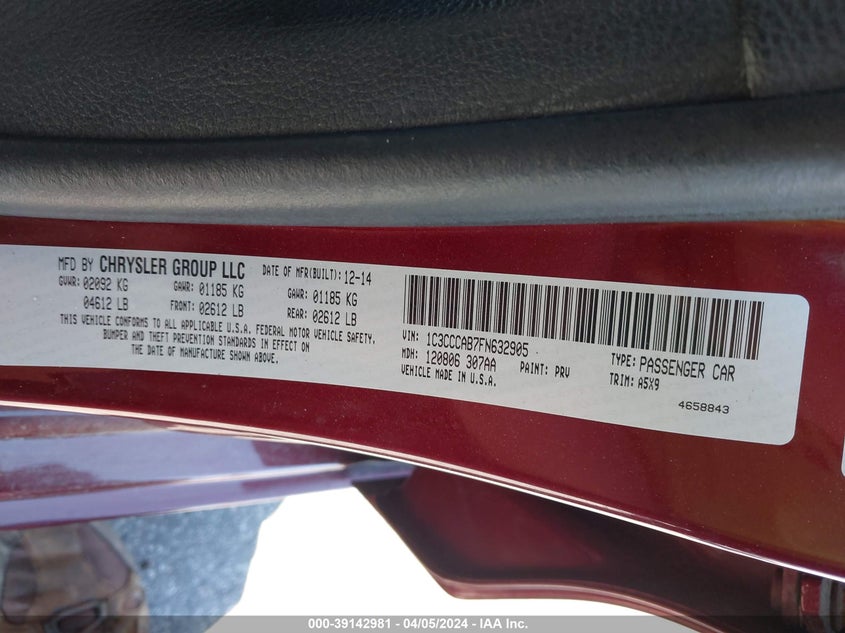 MFD BY CHRYSLER GROUP LLC DATE OF MFR(BUILT): 12-14
GVWR: 02092 KG GAWR: 01185 KG GAWR: 01185 KG
04612 LB FRONT: 02612 LB REAR: 02612 LB
THIS VEHICLE CONFORMS TO ALL APPLICABLE U.S.A. FEDERAL MOTOR VEHICLE SAFETY,
BUMPER AND THEFT PREVENTION STANDARDS IN EFFECT ON
THE DATE OF MANUFACTURE SHOWN ABOVE.
VIN: 1C3CCCAB7FN632905 TYPE: PASSENGER CAR
MDH: 120806 307AA PAINT: PRV TRIM: A5X9
VEHICLE MADE IN U.S.A.
4658843
000-39142981 - 04/05/2024 - IAA Inc.